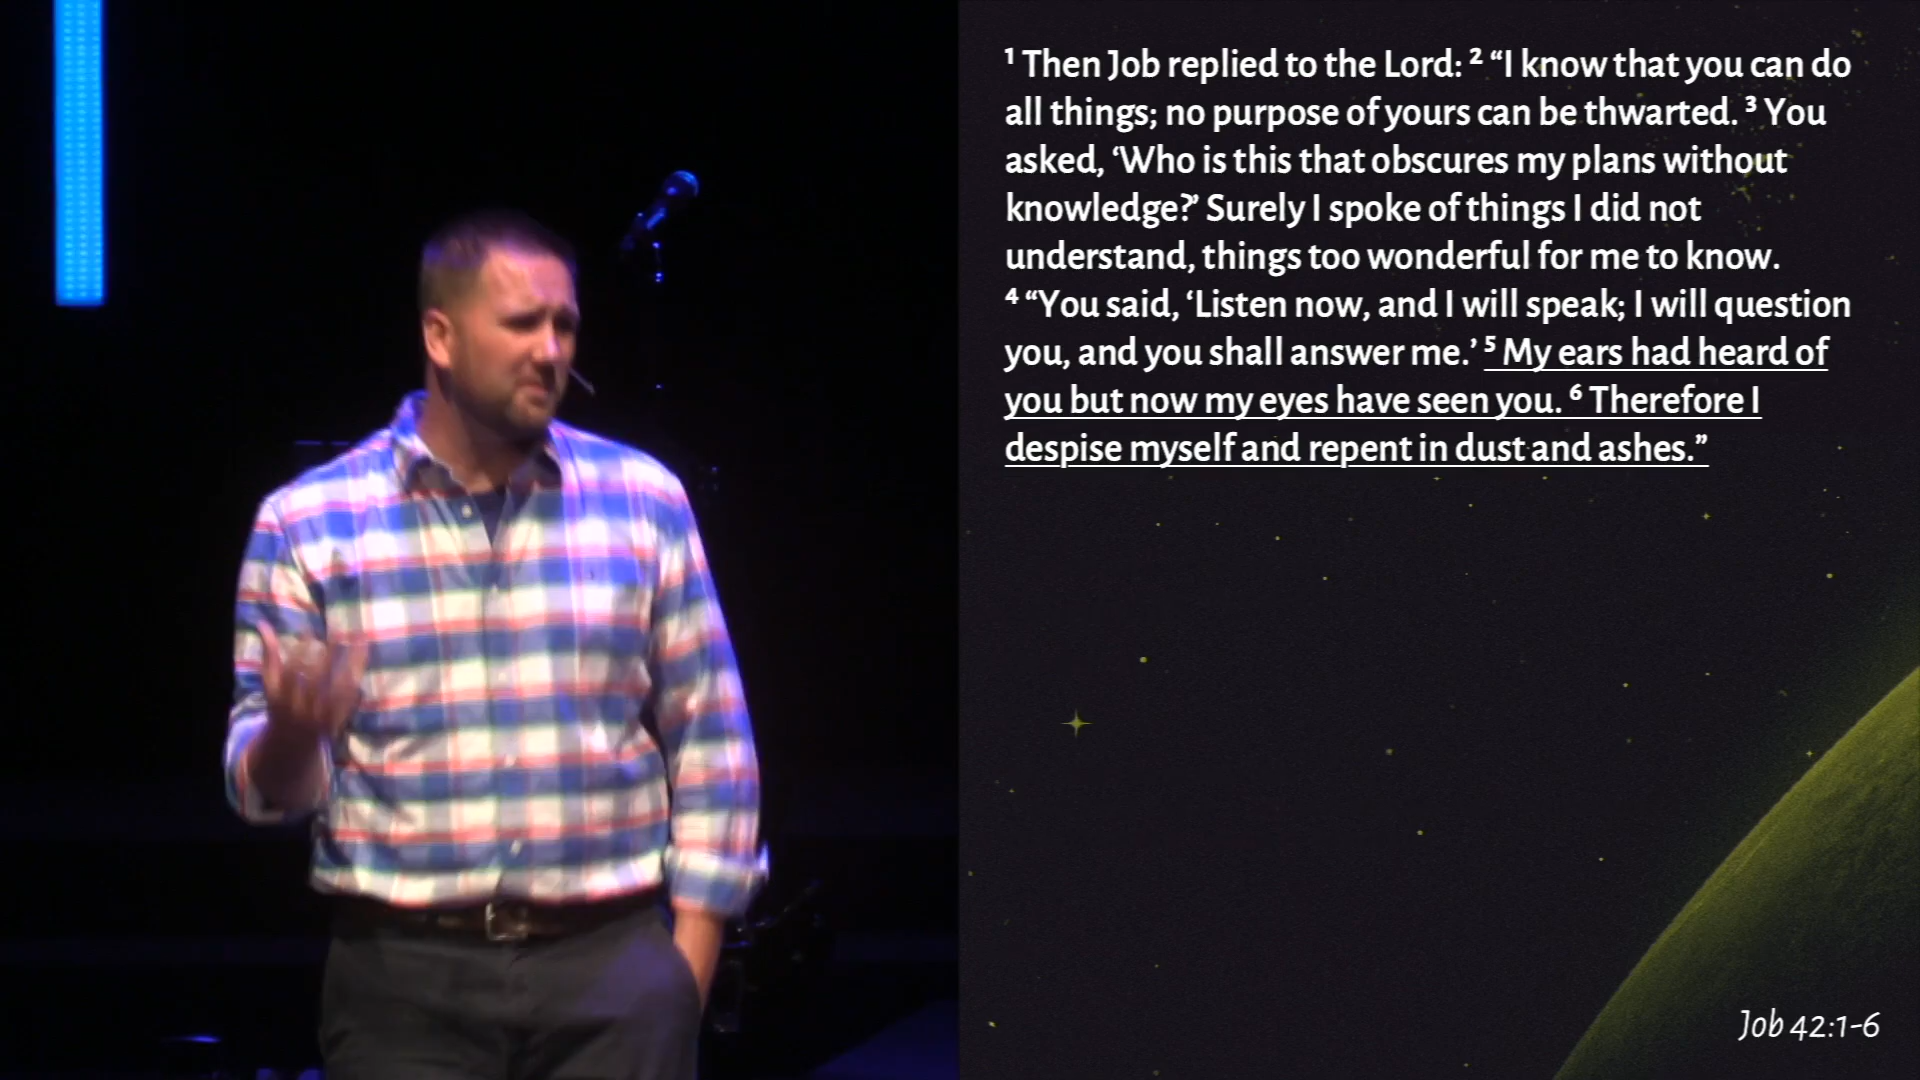 ¹ Then Job replied to the Lord: ² “I know that you can do
all things; no purpose of yours can be thwarted. ³ You
asked, ‘Who is this that obscures my plans without
knowledge?’ Surely I spoke of things I did not
understand, things too wonderful for me to know.
⁴ “You said, ‘Listen now, and I will speak; I will question
you, and you shall answer me.’ ⁵ My ears had heard of
you but now my eyes have seen you. ⁶ Therefore I
despise myself and repent in dust and ashes.”
Job 42:1-6